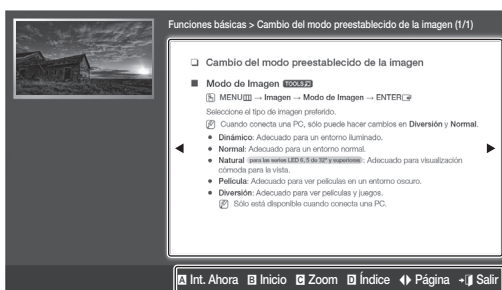 Funciones básicas > Cambio del modo preestablecido de la imagen (1/1)
❑ Cambio del modo preestablecido de la imagen
■ Modo de Imagen TOOLS
MENU → Imagen → Modo de Imagen → ENTER
Seleccione el tipo de imagen preferido.
Cuando conecta una PC, sólo puede hacer cambios en Diversión y Normal.
● Dinámico: Adecuado para un entorno iluminado.
● Normal: Adecuado para un entorno normal.
● Natural para las series LED 6, 5 de 32" y superiores : Adecuado para visualización
cómoda para la vista.
● Película: Adecuado para ver películas en un entorno oscuro.
● Diversión: Adecuado para ver películas y juegos.
Sólo está disponible cuando conecta una PC.
◀ ▶
A Int. Ahora B Inicio C Zoom D Índice ◀▶ Página Salir